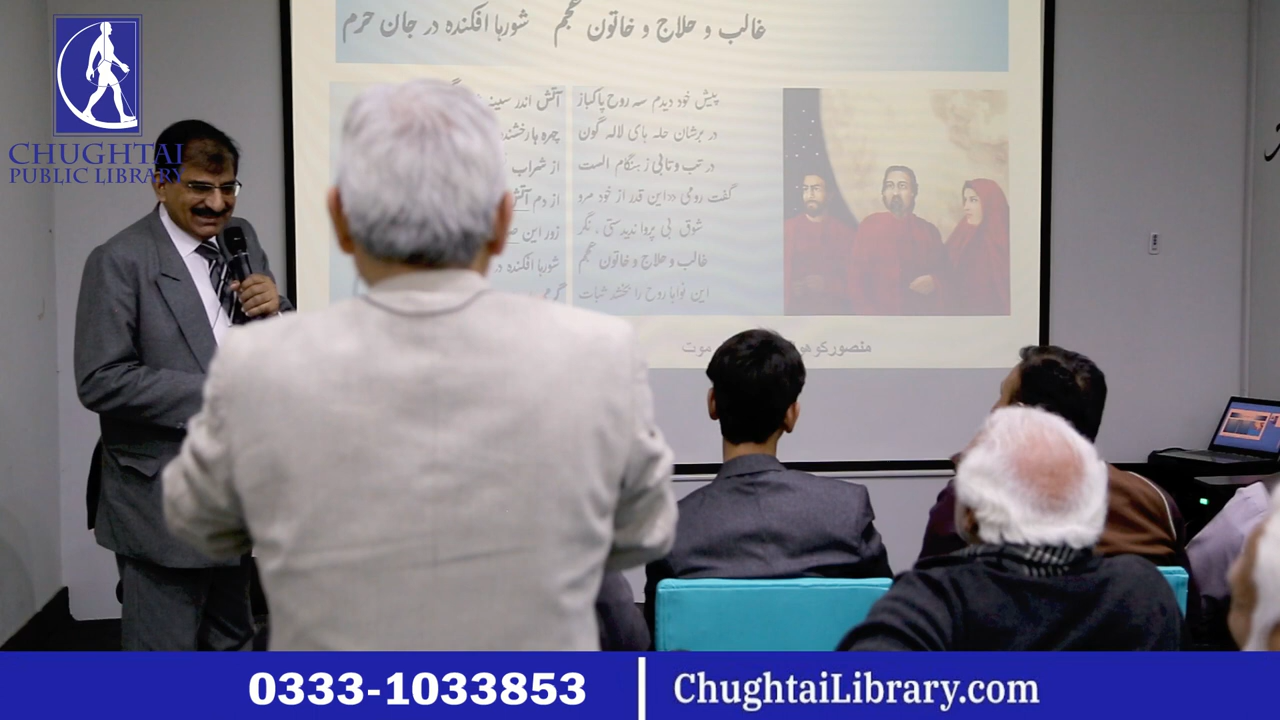 CHUGHTAI
PUBLIC LIBRARY
غالب و حلاج و خاتون عجم شورہا افکندہ در جان حرم
پیش خود دیدم سہ روح پاکباز آتش اندر سینہ
در برشان حلہ ہای لالہ گون چہرہ ہا رخشندہ
در تب و تابی ز ہنگام الست از شراب
گفت رومی «این قدر از خود مرو از دم آتش
شوق بی پروا ندیدستی، نگر زور این
غالب و حلاج و خاتون عجم شورہا افکندہ در
این نواہا روح را بخشد ثبات
منصور کو موت
0333-1033853
ChughtaiLibrary.com